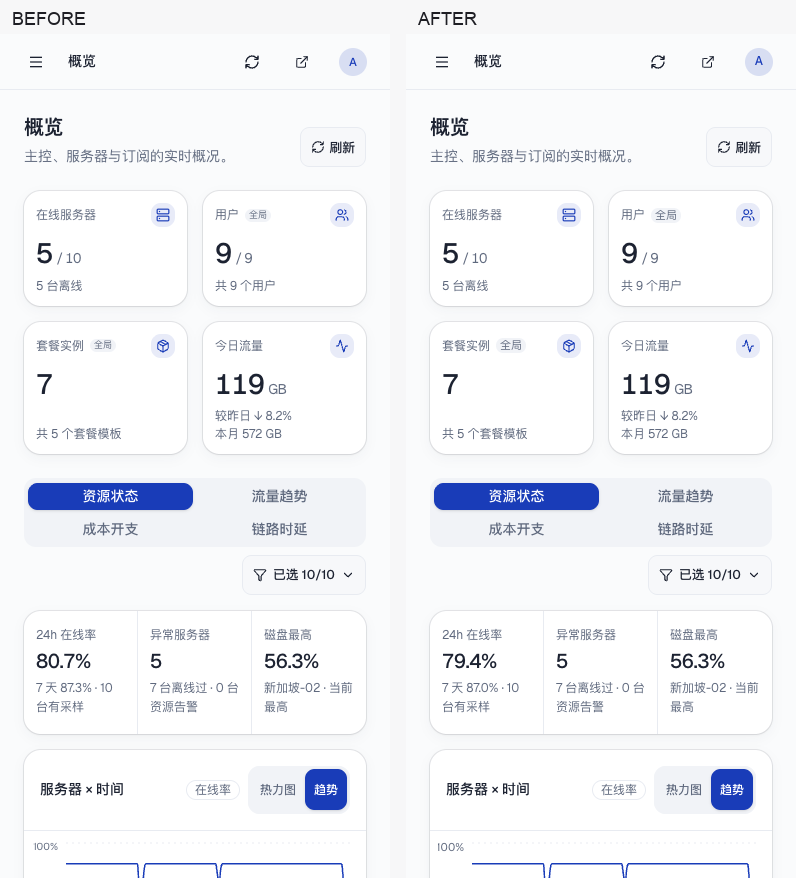 BEFORE
概览
A
概览
主控、服务器与订阅的实时概况。
刷新
在线服务器
5 / 10
5 台离线
用户 全局
9 / 9
共 9 个用户
套餐实例 全局
7
共 5 个套餐模板
今日流量
119 GB
较昨日 ↓ 8.2%
本月 572 GB
资源状态
流量趋势
成本开支
链路时延
已选 10/10
24h 在线率
80.7%
7 天 87.3% · 10
台有采样
异常服务器
5
7 台离线过 · 0 台
资源告警
磁盘最高
56.3%
新加坡-02 · 当前
最高
服务器 × 时间
在线率
热力图
趋势
100%
AFTER
概览
A
概览
主控、服务器与订阅的实时概况。
刷新
在线服务器
5 / 10
5 台离线
用户 全局
9 / 9
共 9 个用户
套餐实例 全局
7
共 5 个套餐模板
今日流量
119 GB
较昨日 ↓ 8.2%
本月 572 GB
资源状态
流量趋势
成本开支
链路时延
已选 10/10
24h 在线率
79.4%
7 天 87.0% · 10
台有采样
异常服务器
5
7 台离线过 · 0 台
资源告警
磁盘最高
56.3%
新加坡-02 · 当前
最高
服务器 × 时间
在线率
热力图
趋势
100%